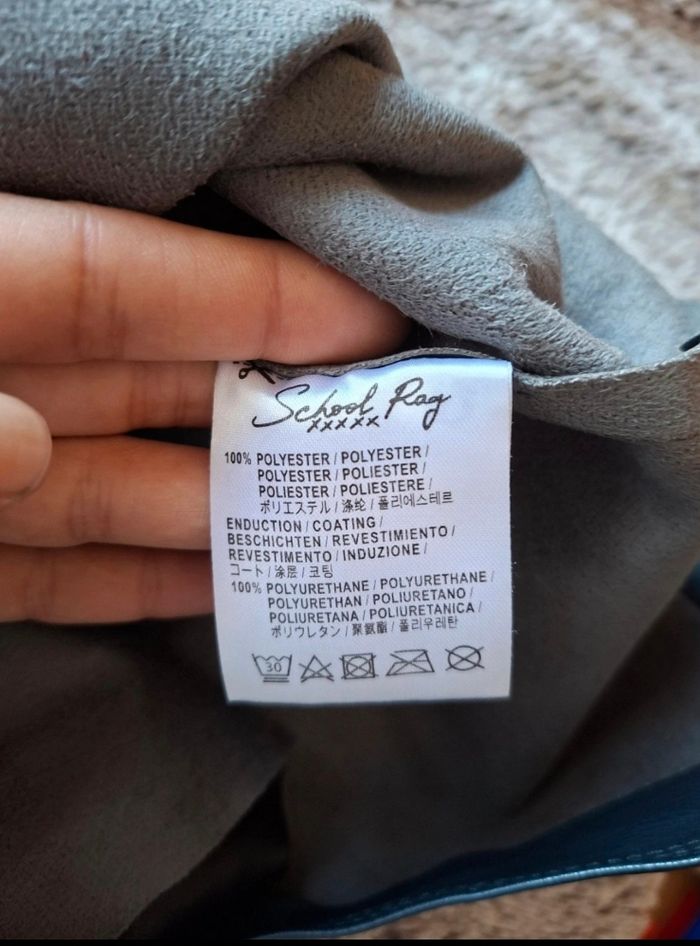 School Rag
xxxxx
100% POLYESTER / POLYESTER /
POLYESTER / POLIESTER /
POLIESTER / POLIESTERE /
ポリエステル / 涤纶 / 폴리에스테르
ENDUCTION / COATING /
BESCHICHTEN / REVESTIMIENTO /
REVESTIMENTO / INDUZIONE /
コート / 涂层 / 코팅
100% POLYURETHANE / POLYURETHANE /
POLYURETHAN / POLIURETANO /
POLIURETANA / POLIURETANICA /
ポリウレタン / 聚氨酯 / 폴리우레탄
30